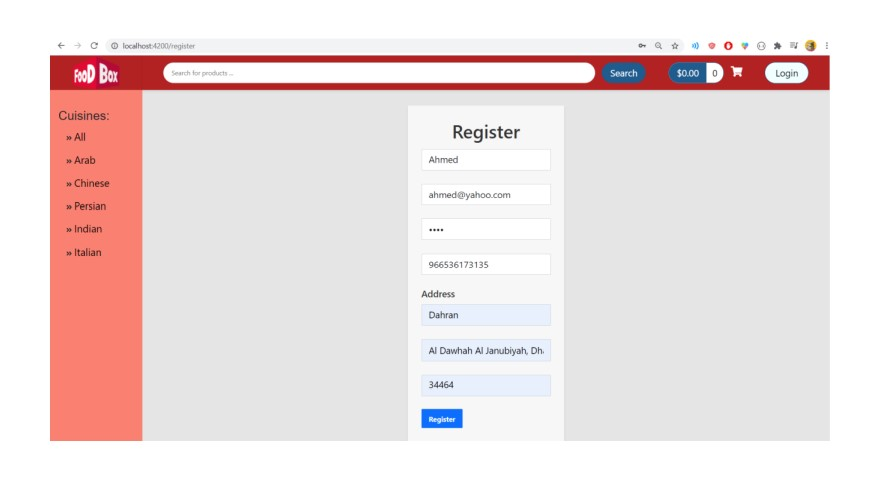 localhost:4200/register
FooD Box
Search for products ...
Search
$0.00 0
Login
Cuisines:
» All
» Arab
» Chinese
» Persian
» Indian
» Italian
Register
Ahmed
ahmed@yahoo.com
••••
966536173135
Address
Dahran
Al Dawhah Al Janubiyah, Dh
34464
Register